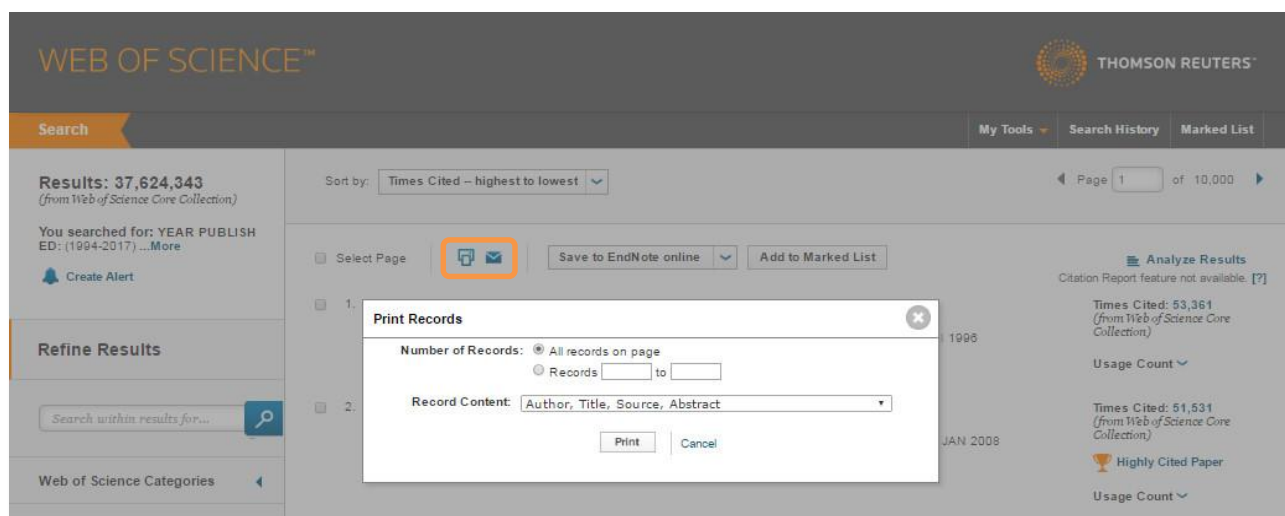 WEB OF SCIENCE™
THOMSON REUTERS™
Search
My Tools
Search History
Marked List
Results: 37,624,343
(from Web of Science Core Collection)
You searched for: YEAR PUBLISH
ED: (1994-2017) ...More
Create Alert
Sort by: Times Cited -- highest to lowest
Page 1 of 10,000
Select Page
Save to EndNote online
Add to Marked List
Analyze Results
Citation Report feature not available. [?]
1.
1996
Times Cited: 53,361
(from Web of Science Core
Collection)
Usage Count
Print Records
Number of Records: All records on page
Records to
Record Content: Author, Title, Source, Abstract
Print Cancel
Refine Results
Search within results for...
2.
JAN 2008
Times Cited: 51,531
(from Web of Science Core
Collection)
Highly Cited Paper
Usage Count
Web of Science Categories